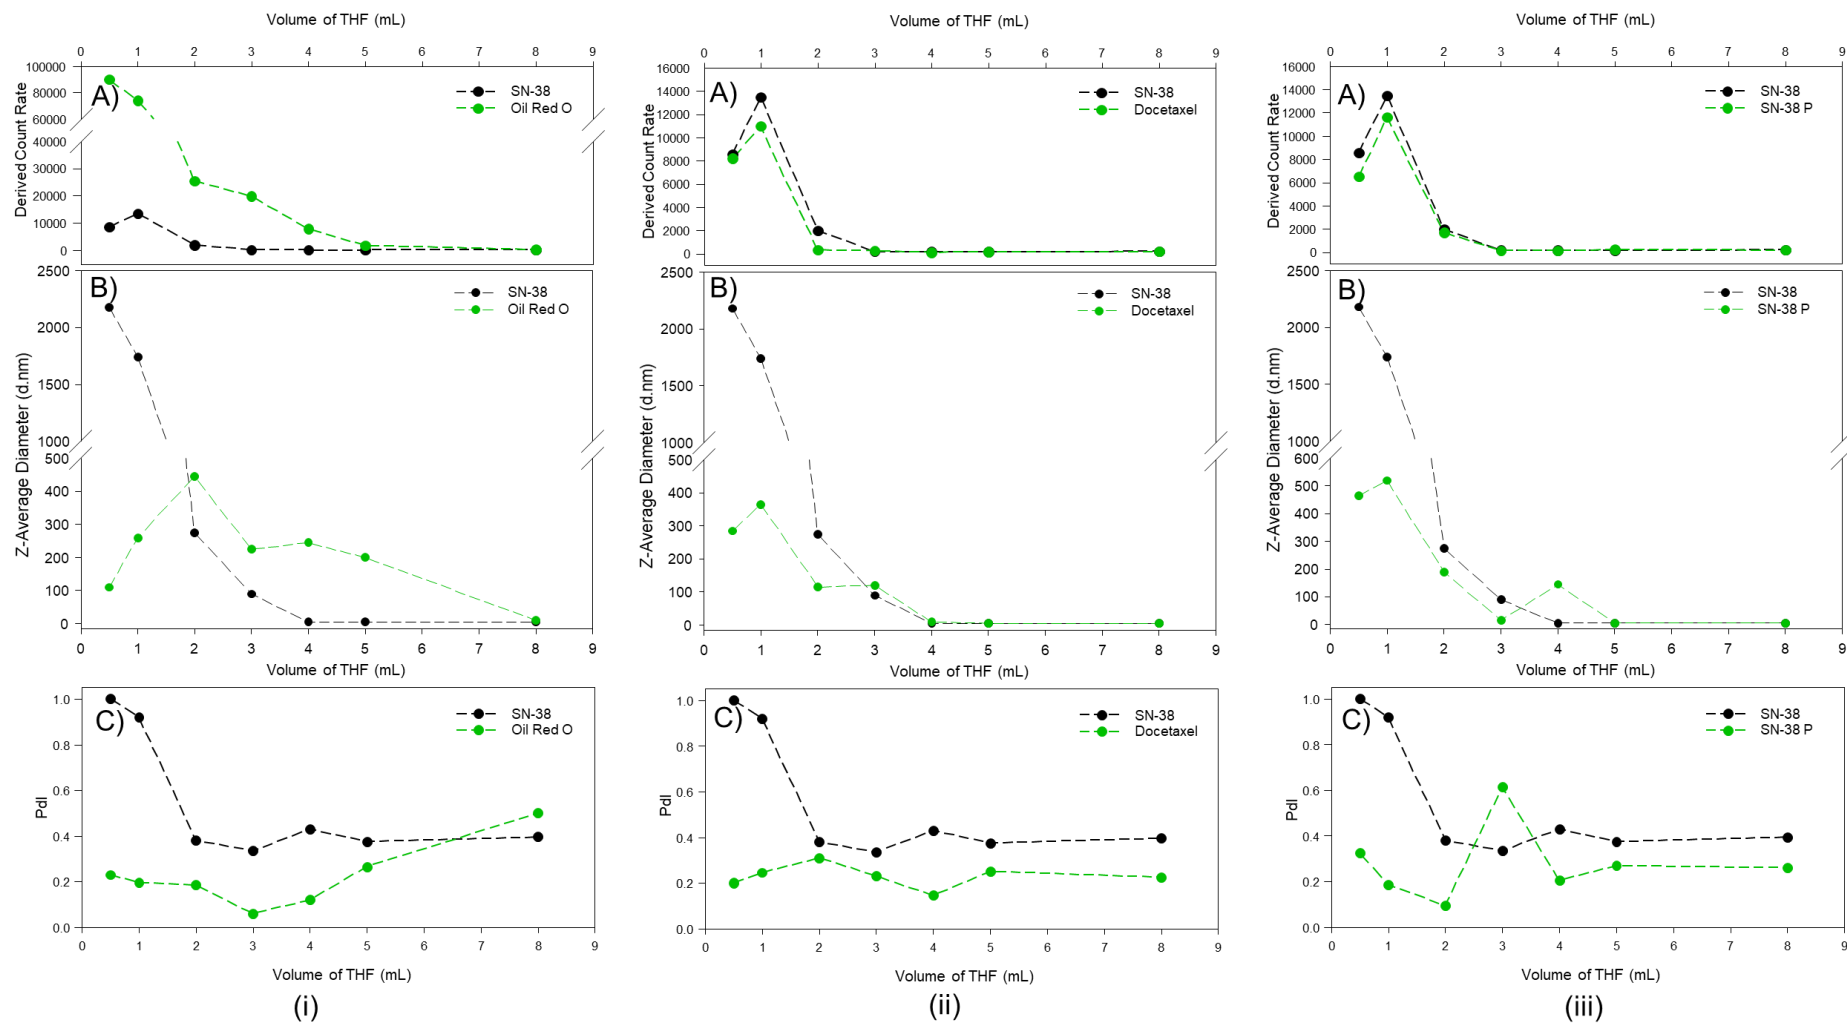 Volume of THF (mL)
0 1 2 3 4 5 6 7 8 9
100000
80000
60000
40000
20000
30000
20000
10000
0
Derived Count Rate
A)
SN-38
Oil Red O
2500
2000
1500
1000
500
400
300
200
100
0
Z-Average Diameter (d.nm)
B)
SN-38
Oil Red O
0 1 2 3 4 5 6 7 8 9
Volume of THF (mL)
1.0
0.8
0.6
0.4
0.2
0.0
PdI
C)
SN-38
Oil Red O
0 1 2 3 4 5 6 7 8 9
Volume of THF (mL)
(i)
Volume of THF (mL)
0 1 2 3 4 5 6 7 8 9
16000
14000
12000
10000
8000
6000
4000
2000
0
Derived Count Rate
A)
SN-38
Docetaxel
2500
2000
1500
1000
500
400
300
200
100
0
Z-Average Diameter (d.nm)
B)
SN-38
Docetaxel
0 1 2 3 4 5 6 7 8 9
Volume of THF (mL)
1.0
0.8
0.6
0.4
0.2
0.0
PdI
C)
SN-38
Docetaxel
0 1 2 3 4 5 6 7 8 9
Volume of THF (mL)
(ii)
Volume of THF (mL)
0 1 2 3 4 5 6 7 8 9
16000
14000
12000
10000
8000
6000
4000
2000
0
Derived Count Rate
A)
SN-38
SN-38 P
2500
2000
1500
1000
600
500
400
300
200
100
0
Z-Average Diameter (d.nm)
B)
SN-38
SN-38 P
0 1 2 3 4 5 6 7 8 9
Volume of THF (mL)
1.0
0.8
0.6
0.4
0.2
0.0
PdI
C)
SN-38
SN-38 P
0 1 2 3 4 5 6 7 8 9
Volume of THF (mL)
(iii)